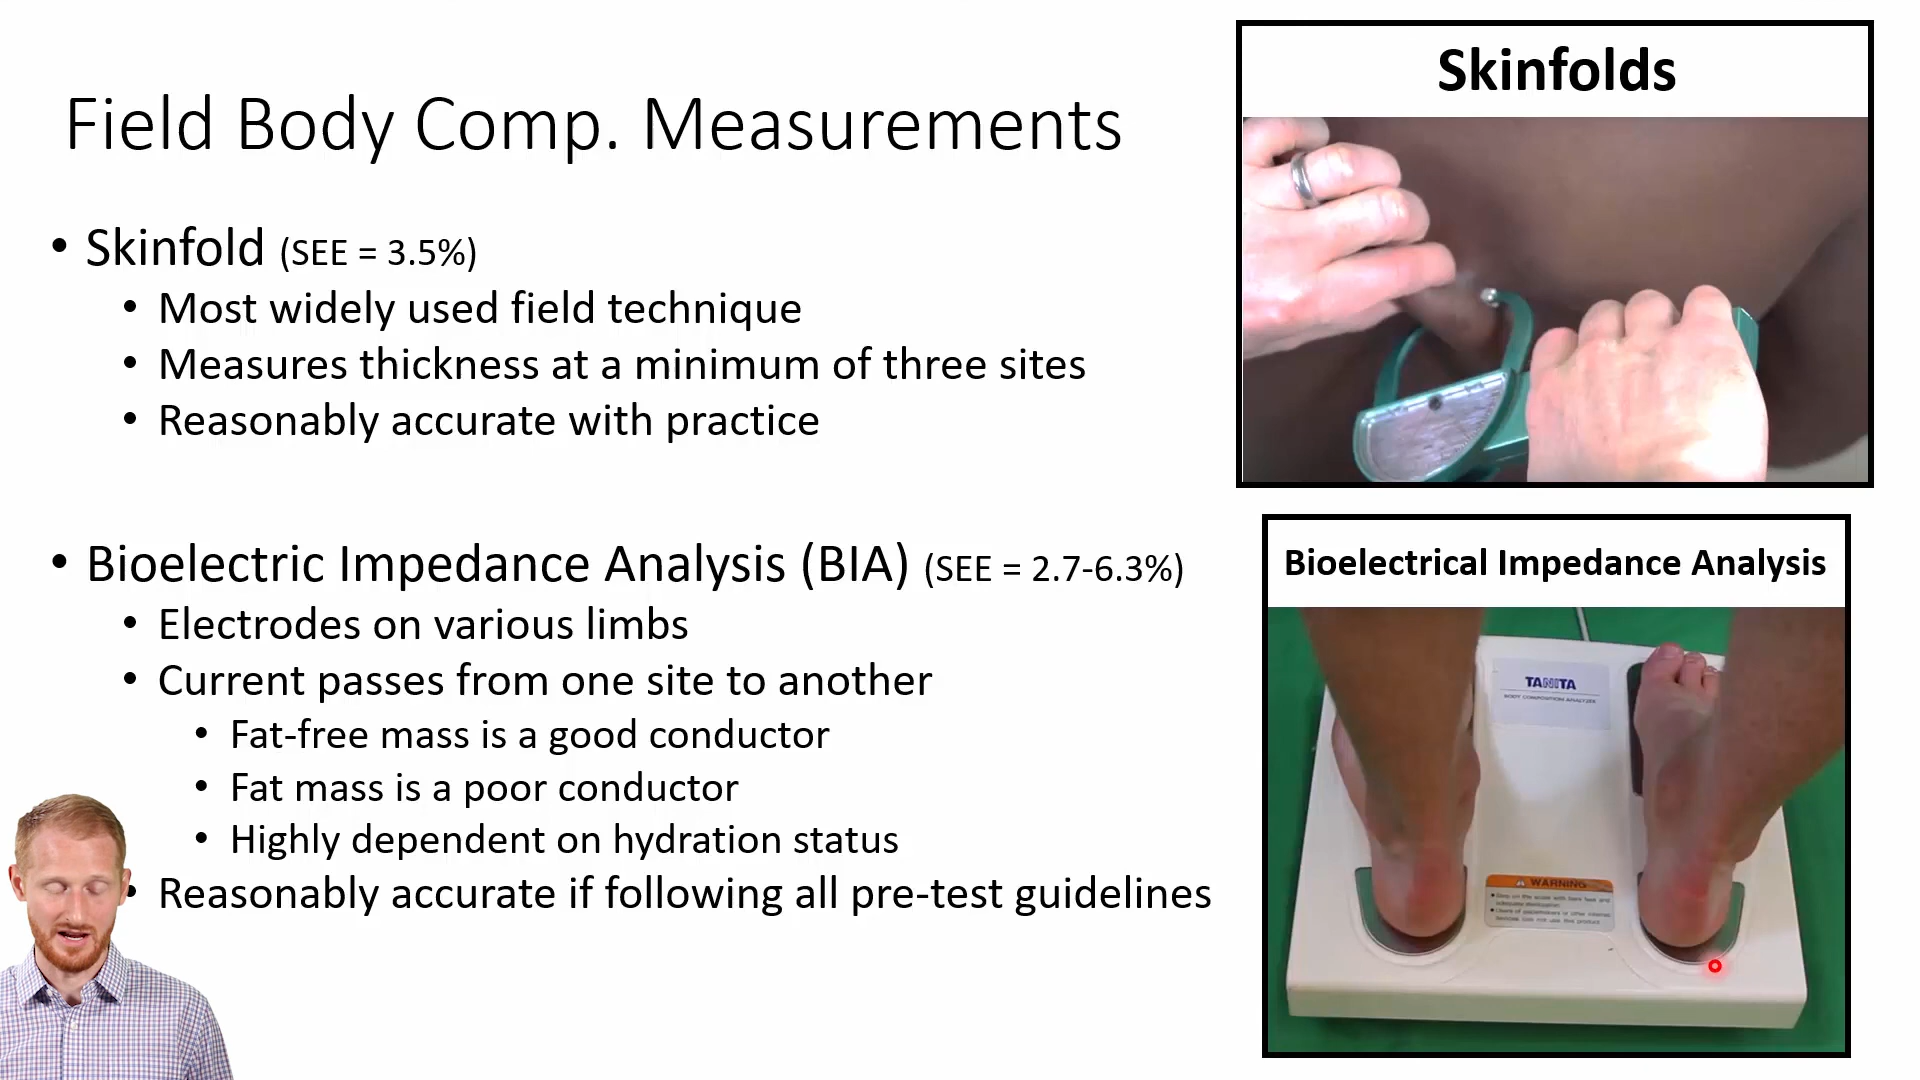 Field Body Comp. Measurements
• Skinfold (SEE = 3.5%)
• Most widely used field technique
• Measures thickness at a minimum of three sites
• Reasonably accurate with practice
• Bioelectric Impedance Analysis (BIA) (SEE = 2.7-6.3%)
• Electrodes on various limbs
• Current passes from one site to another
• Fat-free mass is a good conductor
• Fat mass is a poor conductor
• Highly dependent on hydration status
• Reasonably accurate if following all pre-test guidelines
Skinfolds
Bioelectrical Impedance Analysis
TANITA
BODY COMPOSITION ANALYZER
WARNING